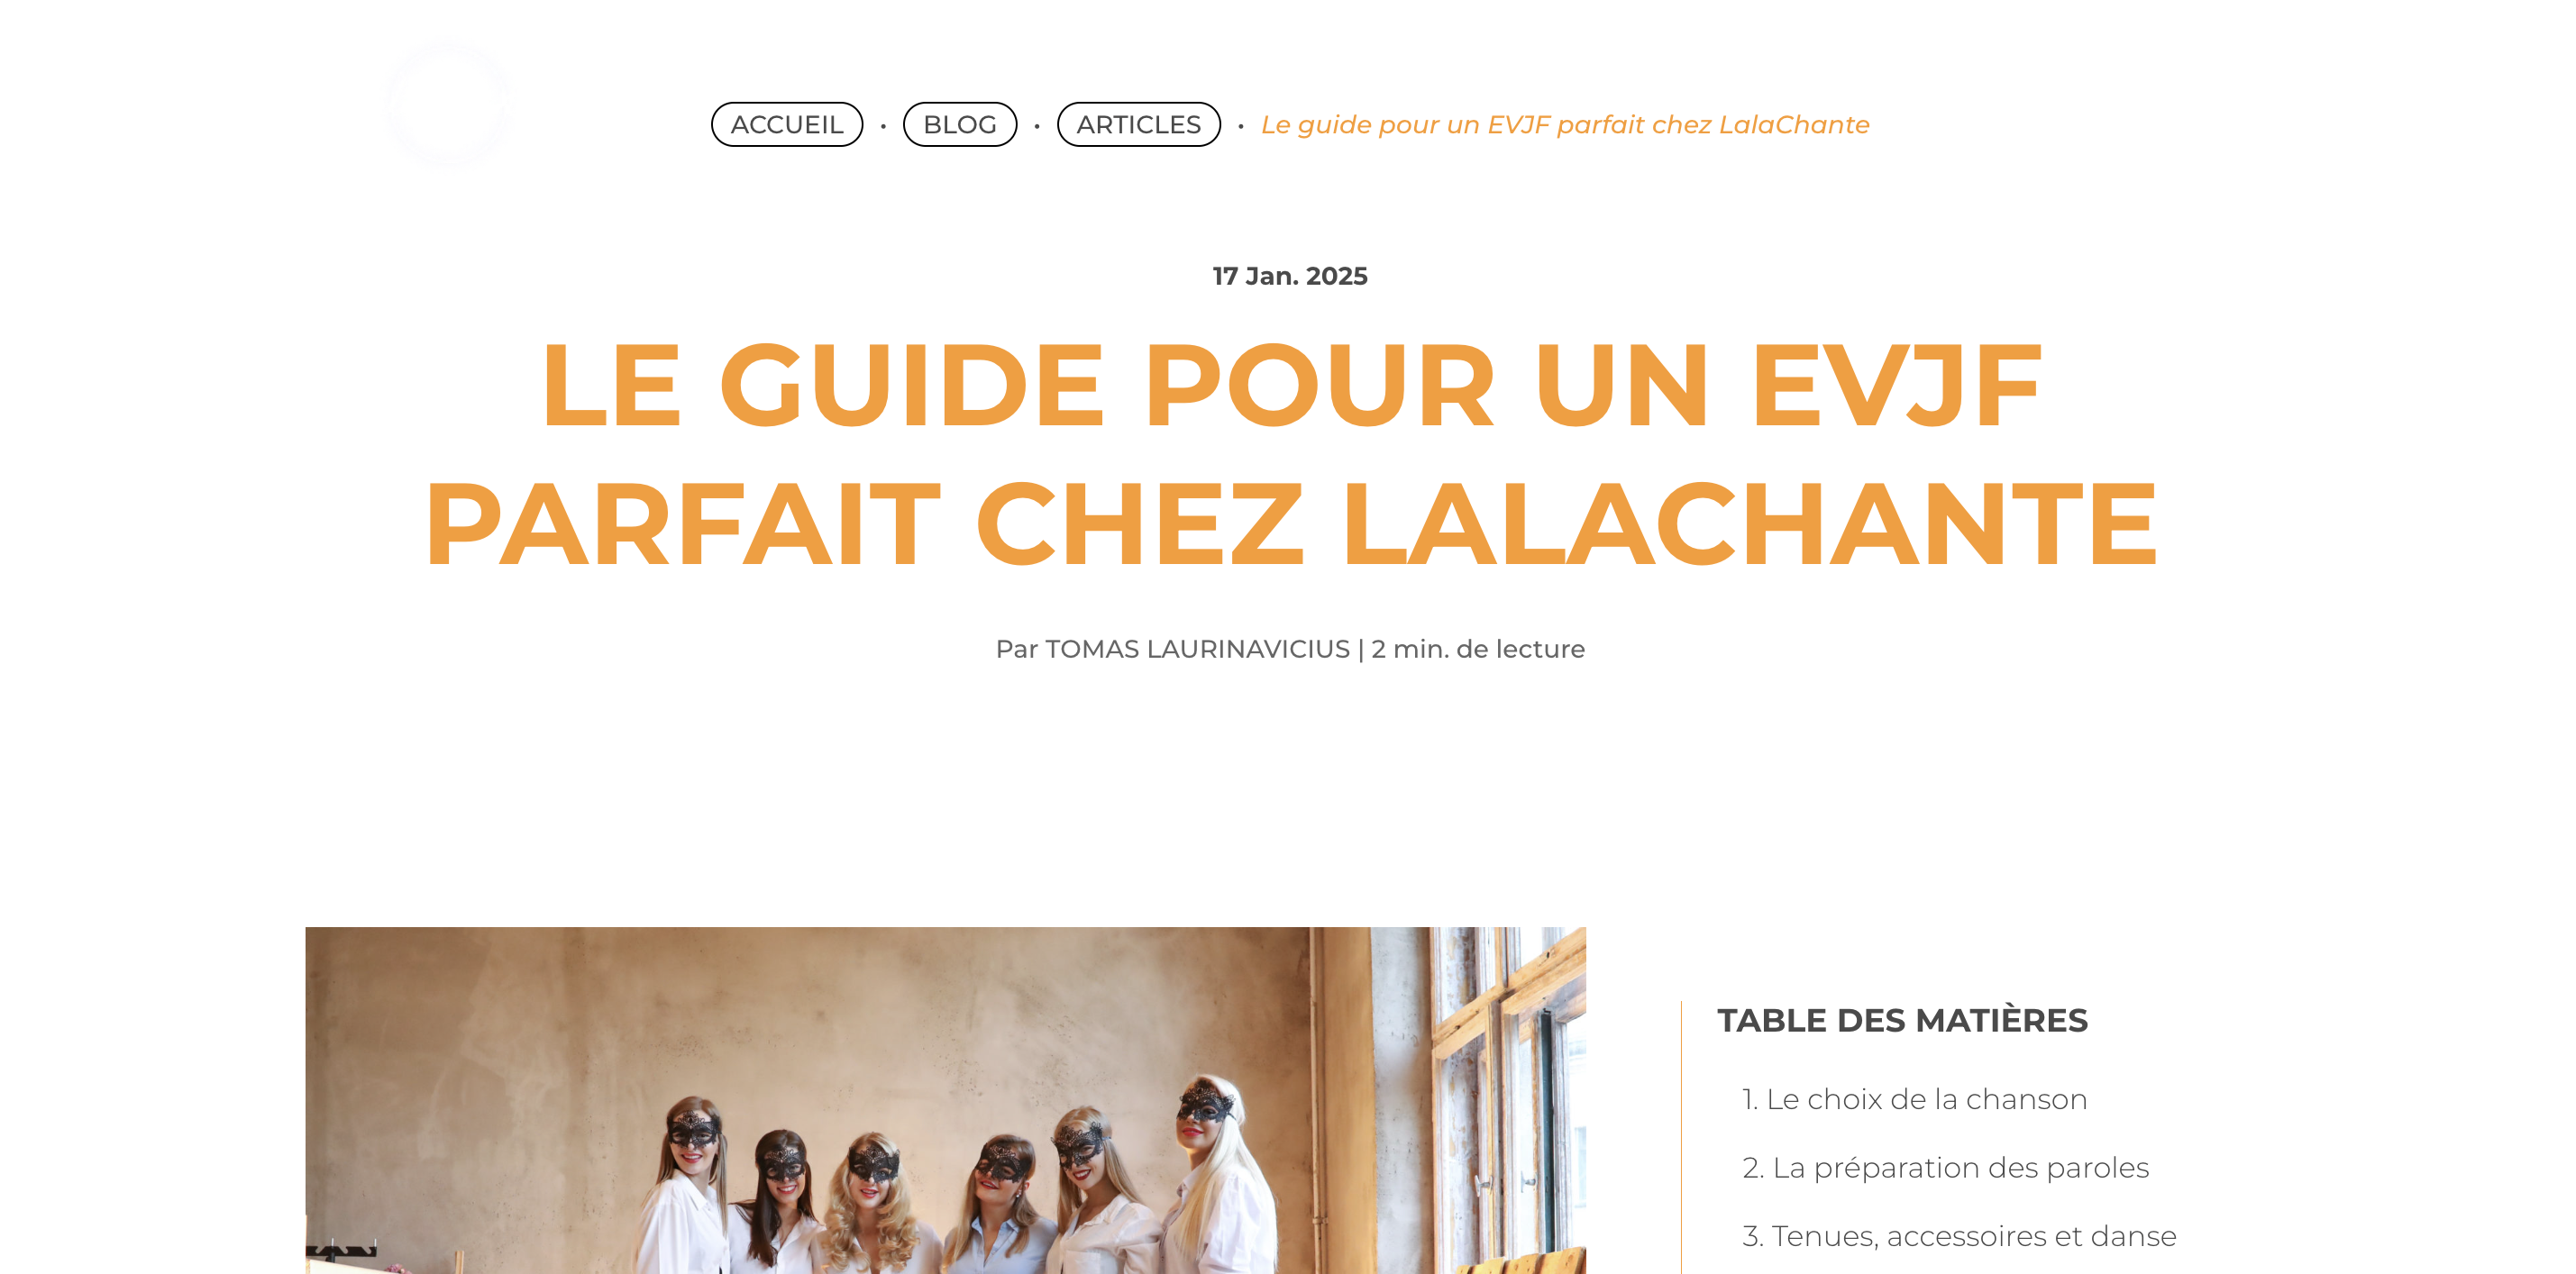 ACCUEIL • BLOG • ARTICLES • Le guide pour un EVJF parfait chez LalaChante
17 Jan. 2025
LE GUIDE POUR UN EVJF
PARFAIT CHEZ LALACHANTE
Par TOMAS LAURINAVICIUS | 2 min. de lecture
TABLE DES MATIÈRES
1. Le choix de la chanson
2. La préparation des paroles
3. Tenues, accessoires et danse